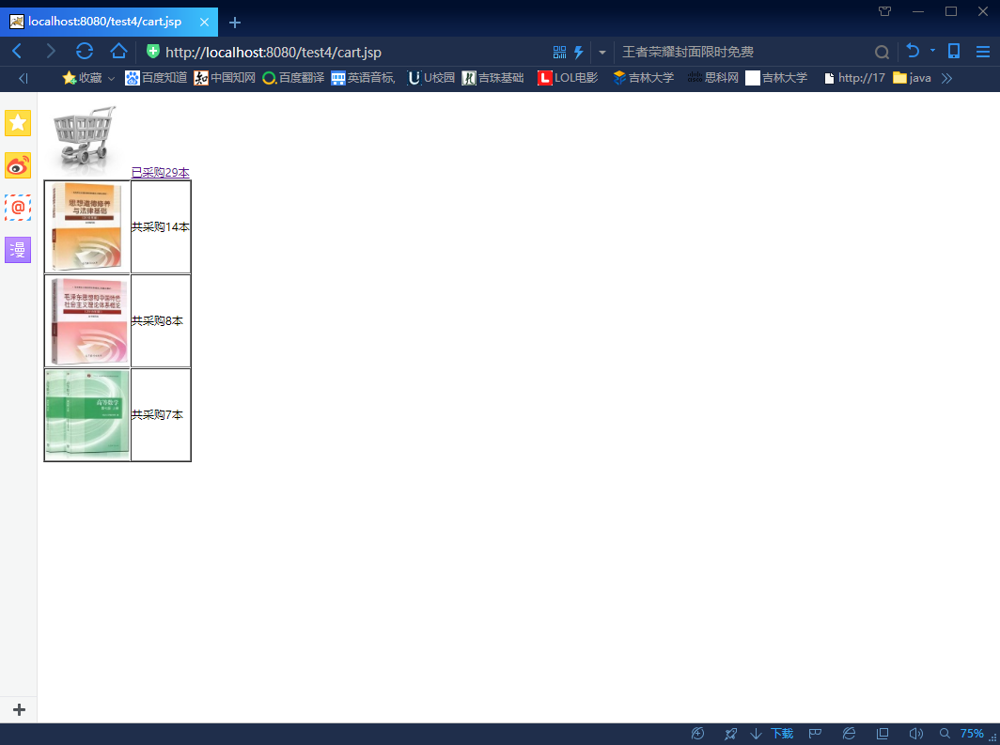 localhost:8080/test4/cart.jsp
http://localhost:8080/test4/cart.jsp
王者荣耀封面限时免费
收藏 百度知道 中国知网 百度翻译 英语音标, U校园 吉珠基础 LOL电影 吉林大学 思科网 吉林大学 http://17 java
@
漫
已采购29本
思想道德修养
与法律基础
共采购14本
毛泽东思想和中国特色
社会主义理论体系概论
共采购8本
高等数学
共采购7本
下载 75%